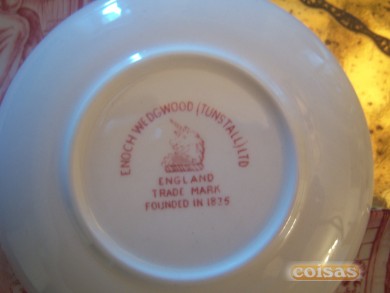 ENOCH WEDGWOOD (TUNSTALL) LTD
ENGLAND
TRADE MARK
FOUNDED IN 1835
coisas